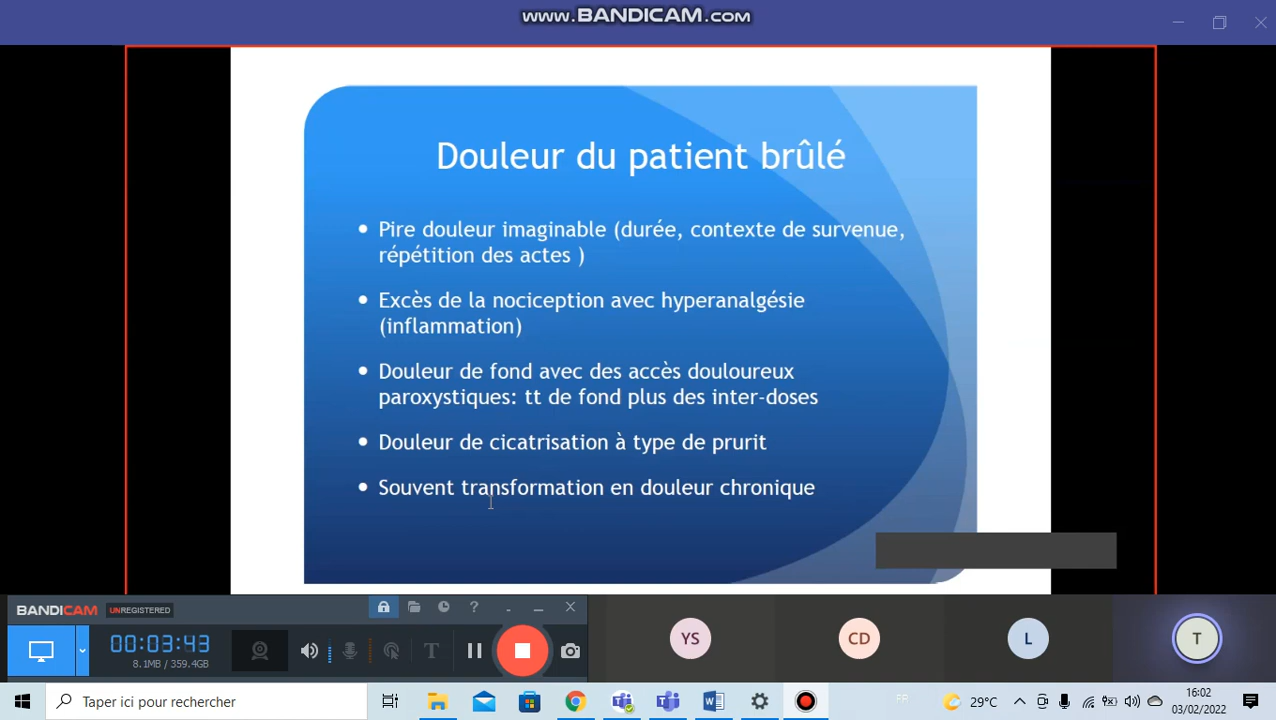 www.BANDICAM.com
Douleur du patient brûlé
• Pire douleur imaginable (durée, contexte de survenue,
répétition des actes )
• Excès de la nociception avec hyperanalgésie
(inflammation)
• Douleur de fond avec des accès douloureux
paroxystiques: tt de fond plus des inter-doses
• Douleur de cicatrisation à type de prurit
• Souvent transformation en douleur chronique
BANDICAM UNREGISTERED
00:03:43
8.1MB / 359.4GB
YS
CD
L
T
Taper ici pour rechercher
FR
29°C
16:02
03/02/2022